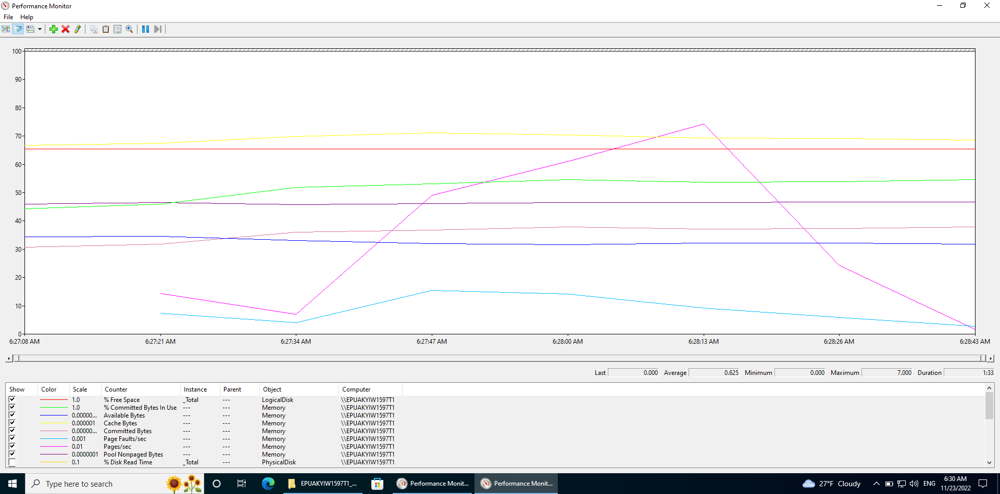 Performance Monitor
File Help
100
90
80
70
60
50
40
30
20
10
0
6:27:08 AM 6:27:21 AM 6:27:34 AM 6:27:47 AM 6:28:00 AM 6:28:13 AM 6:28:26 AM 6:28:43 AM
Last 0.000 Average 0.625 Minimum 0.000 Maximum 7.000 Duration 1:33
Show Color Scale Counter Instance Parent Object Computer
1.0 % Free Space _Total --- LogicalDisk \\EPUAKYIW1597T1
1.0 % Committed Bytes In Use --- --- Memory \\EPUAKYIW1597T1
0.00000... Available Bytes --- --- Memory \\EPUAKYIW1597T1
0.000001 Cache Bytes --- --- Memory \\EPUAKYIW1597T1
0.00000... Committed Bytes --- --- Memory \\EPUAKYIW1597T1
0.001 Page Faults/sec --- --- Memory \\EPUAKYIW1597T1
0.01 Pages/sec --- --- Memory \\EPUAKYIW1597T1
0.0000001 Pool Nonpaged Bytes --- --- Memory \\EPUAKYIW1597T1
0.1 % Disk Read Time _Total --- PhysicalDisk \\EPUAKYIW1597T1
Type here to search EPUAKYIW1597T1_... Performance Monit... Performance Monit... 27°F Cloudy ENG 6:30 AM
11/23/2022